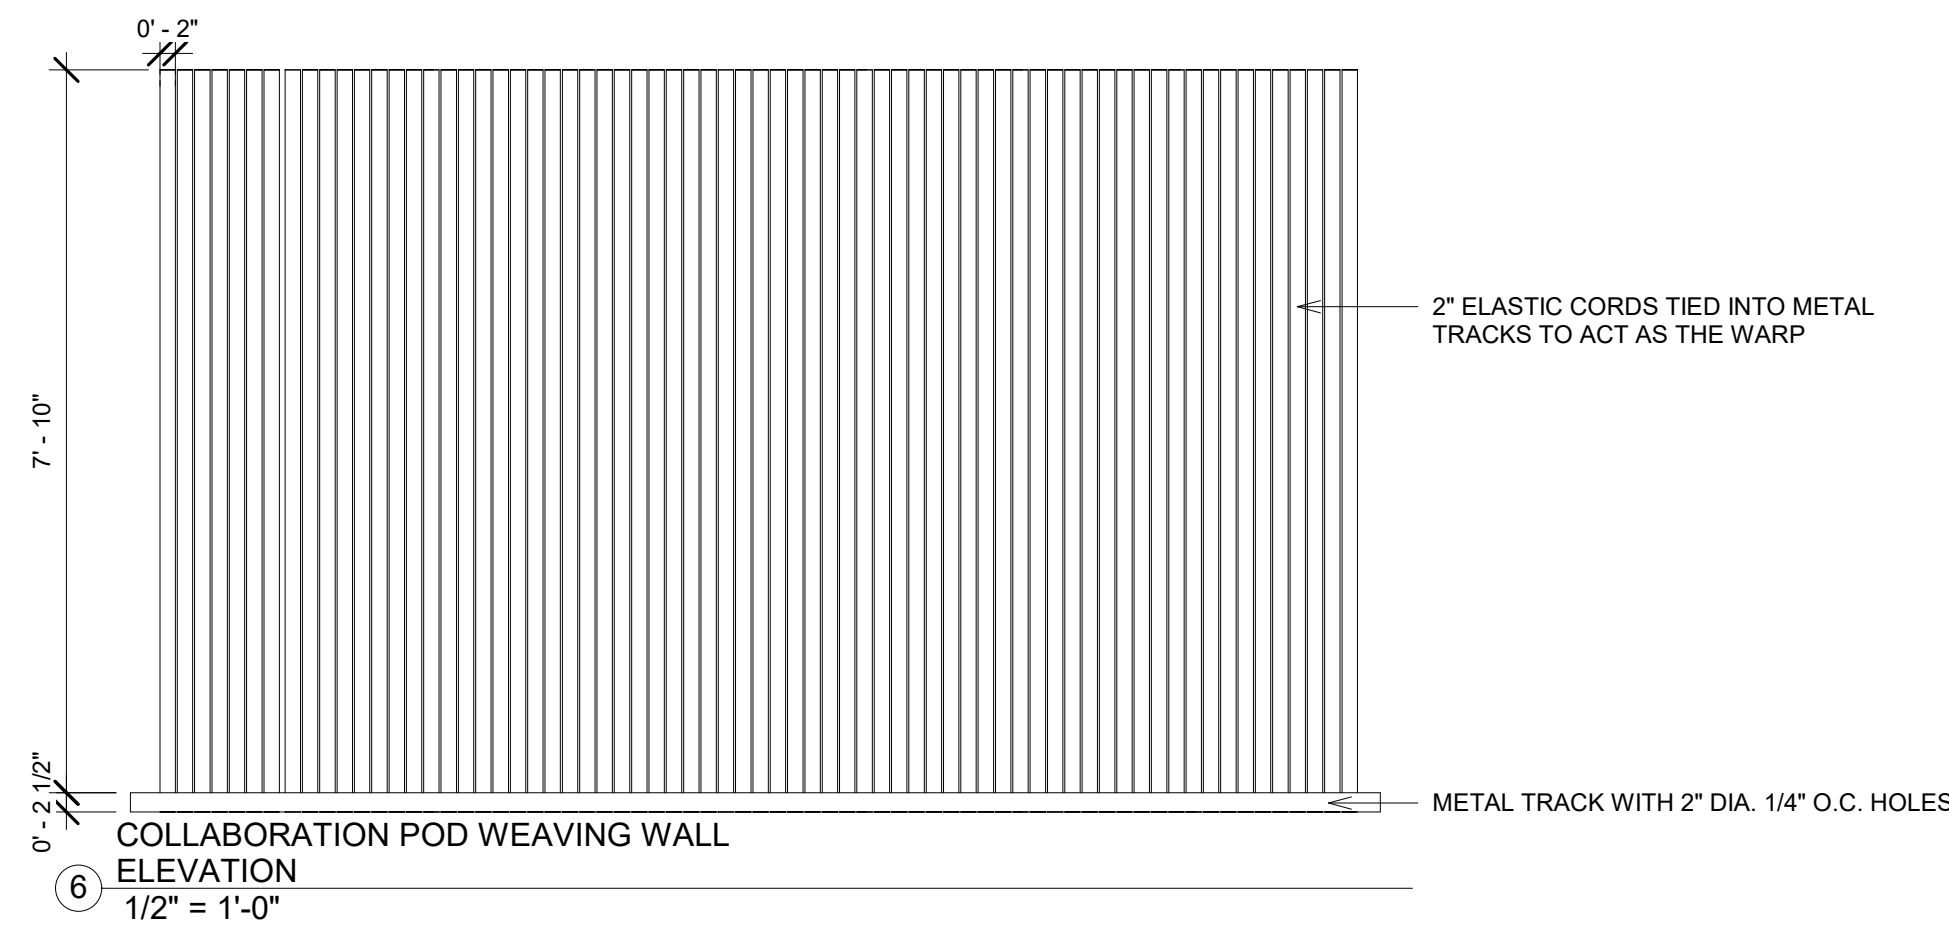 0' - 2"
7' - 10"
2" ELASTIC CORDS TIED INTO METAL
TRACKS TO ACT AS THE WARP
0' - 2 1/2"
METAL TRACK WITH 2" DIA. 1/4" O.C. HOLES
COLLABORATION POD WEAVING WALL
ELEVATION
6
1/2" = 1'-0"